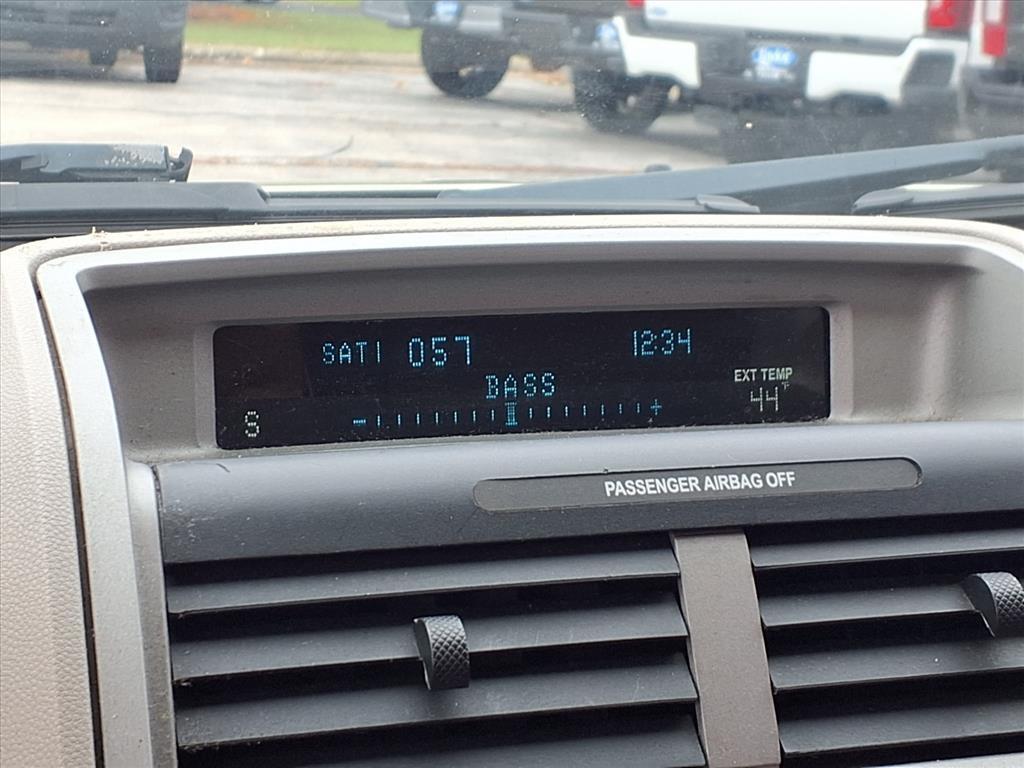 SAT1 057 12:34
BASS
EXT TEMP
44°F
S
- +
PASSENGER AIRBAG OFF